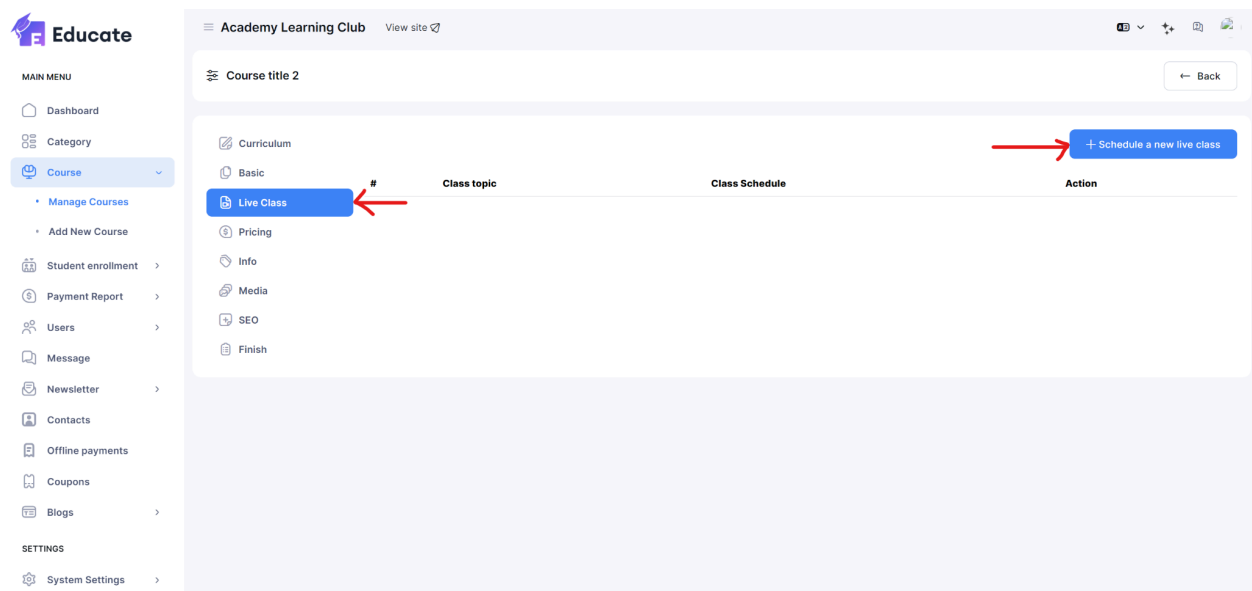 Educate
MAIN MENU
Dashboard
Category
Course
Manage Courses
Add New Course
Student enrollment
Payment Report
Users
Message
Newsletter
Contacts
Offline payments
Coupons
Blogs
SETTINGS
System Settings
Academy Learning Club View site
Course title 2
← Back
Curriculum
Basic
Live Class
Pricing
Info
Media
SEO
Finish
+ Schedule a new live class
# Class topic Class Schedule Action